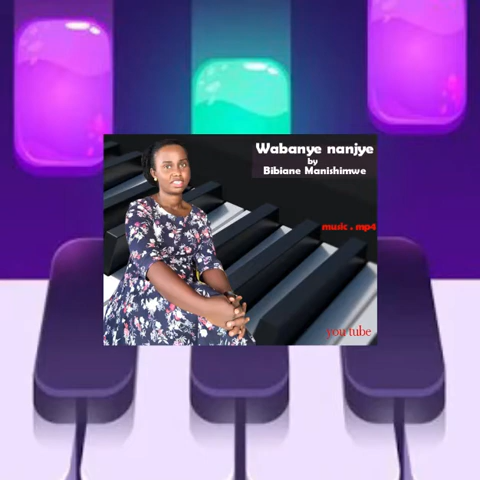 Wabanye nanjye
by
Bibiane Manishimwe
music . mp4
you tube